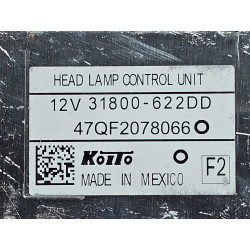 HEAD LAMP CONTROL UNIT
12V 31800-622DD
47QF2078066 O
KOITO
MADE IN MEXICO
F2